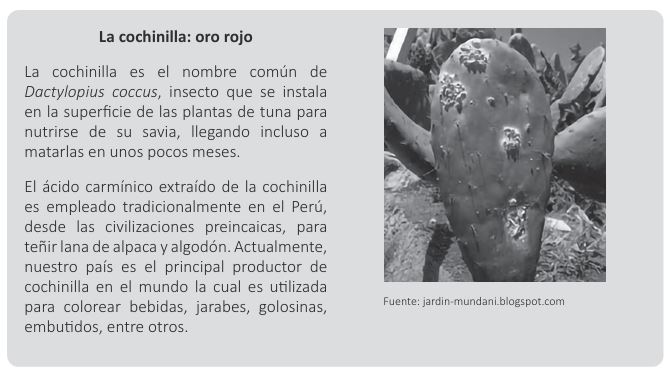 La cochinilla: oro rojo
La cochinilla es el nombre común de
Dactylopius coccus, insecto que se instala
en la superficie de las plantas de tuna para
nutrirse de su savia, llegando incluso a
matarlas en unos pocos meses.
El ácido carmínico extraído de la cochinilla
es empleado tradicionalmente en el Perú,
desde las civilizaciones preincaicas, para
teñir lana de alpaca y algodón. Actualmente,
nuestro país es el principal productor de
cochinilla en el mundo la cual es utilizada
para colorear bebidas, jarabes, golosinas,
embutidos, entre otros.
Fuente: jardin-mundani.blogspot.com